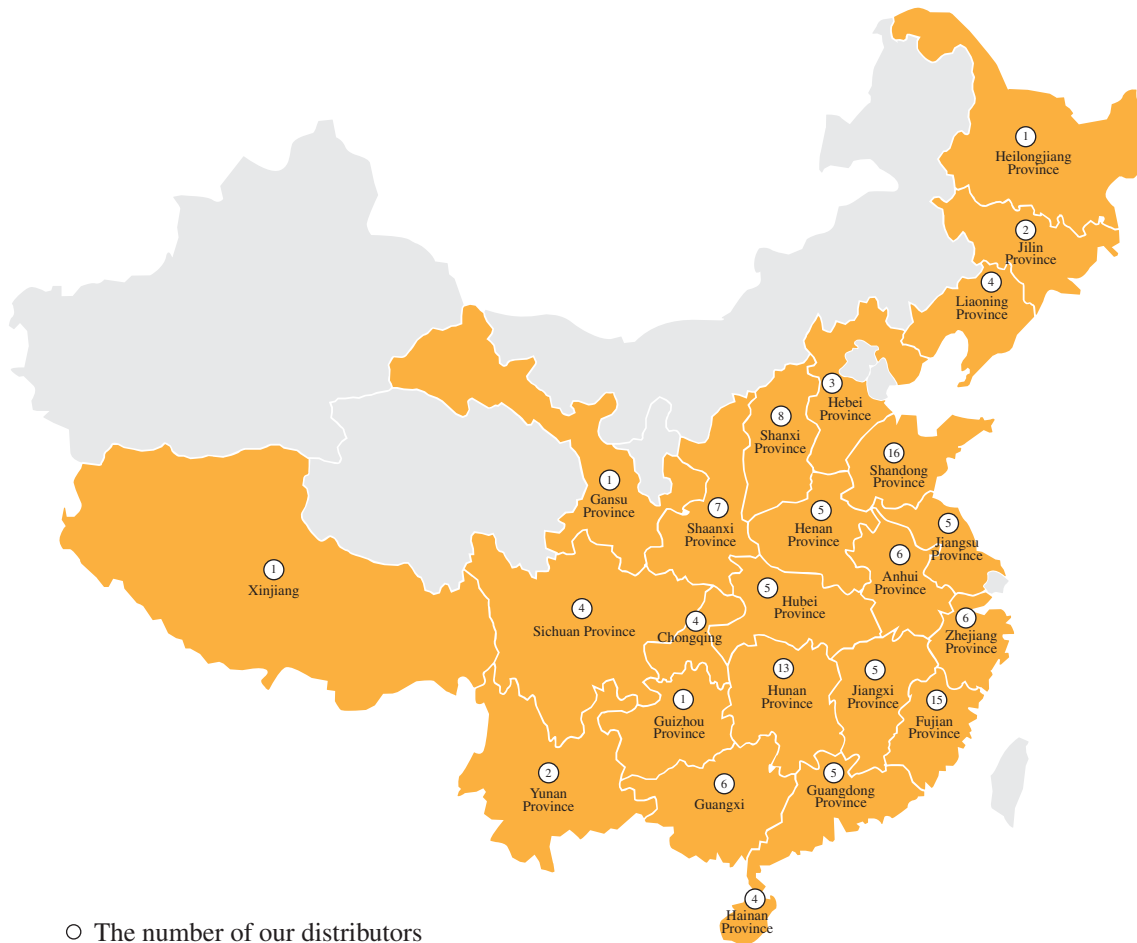 1
Heilongjiang
Province
2
Jilin
Province
4
Liaoning
Province
3
Hebei
Province
8
Shanxi
Province
16
Shandong
Province
1
Gansu
Province
7
Shaanxi
Province
5
Henan
Province
5
Jiangsu
Province
6
Anhui
Province
1
Xinjiang
4
Sichuan Province
4
Chongqing
5
Hubei
Province
6
Zhejiang
Province
13
Hunan
Province
5
Jiangxi
Province
15
Fujian
Province
1
Guizhou
Province
2
Yunan
Province
6
Guangxi
5
Guangdong
Province
4
Hainan
Province
The number of our distributors